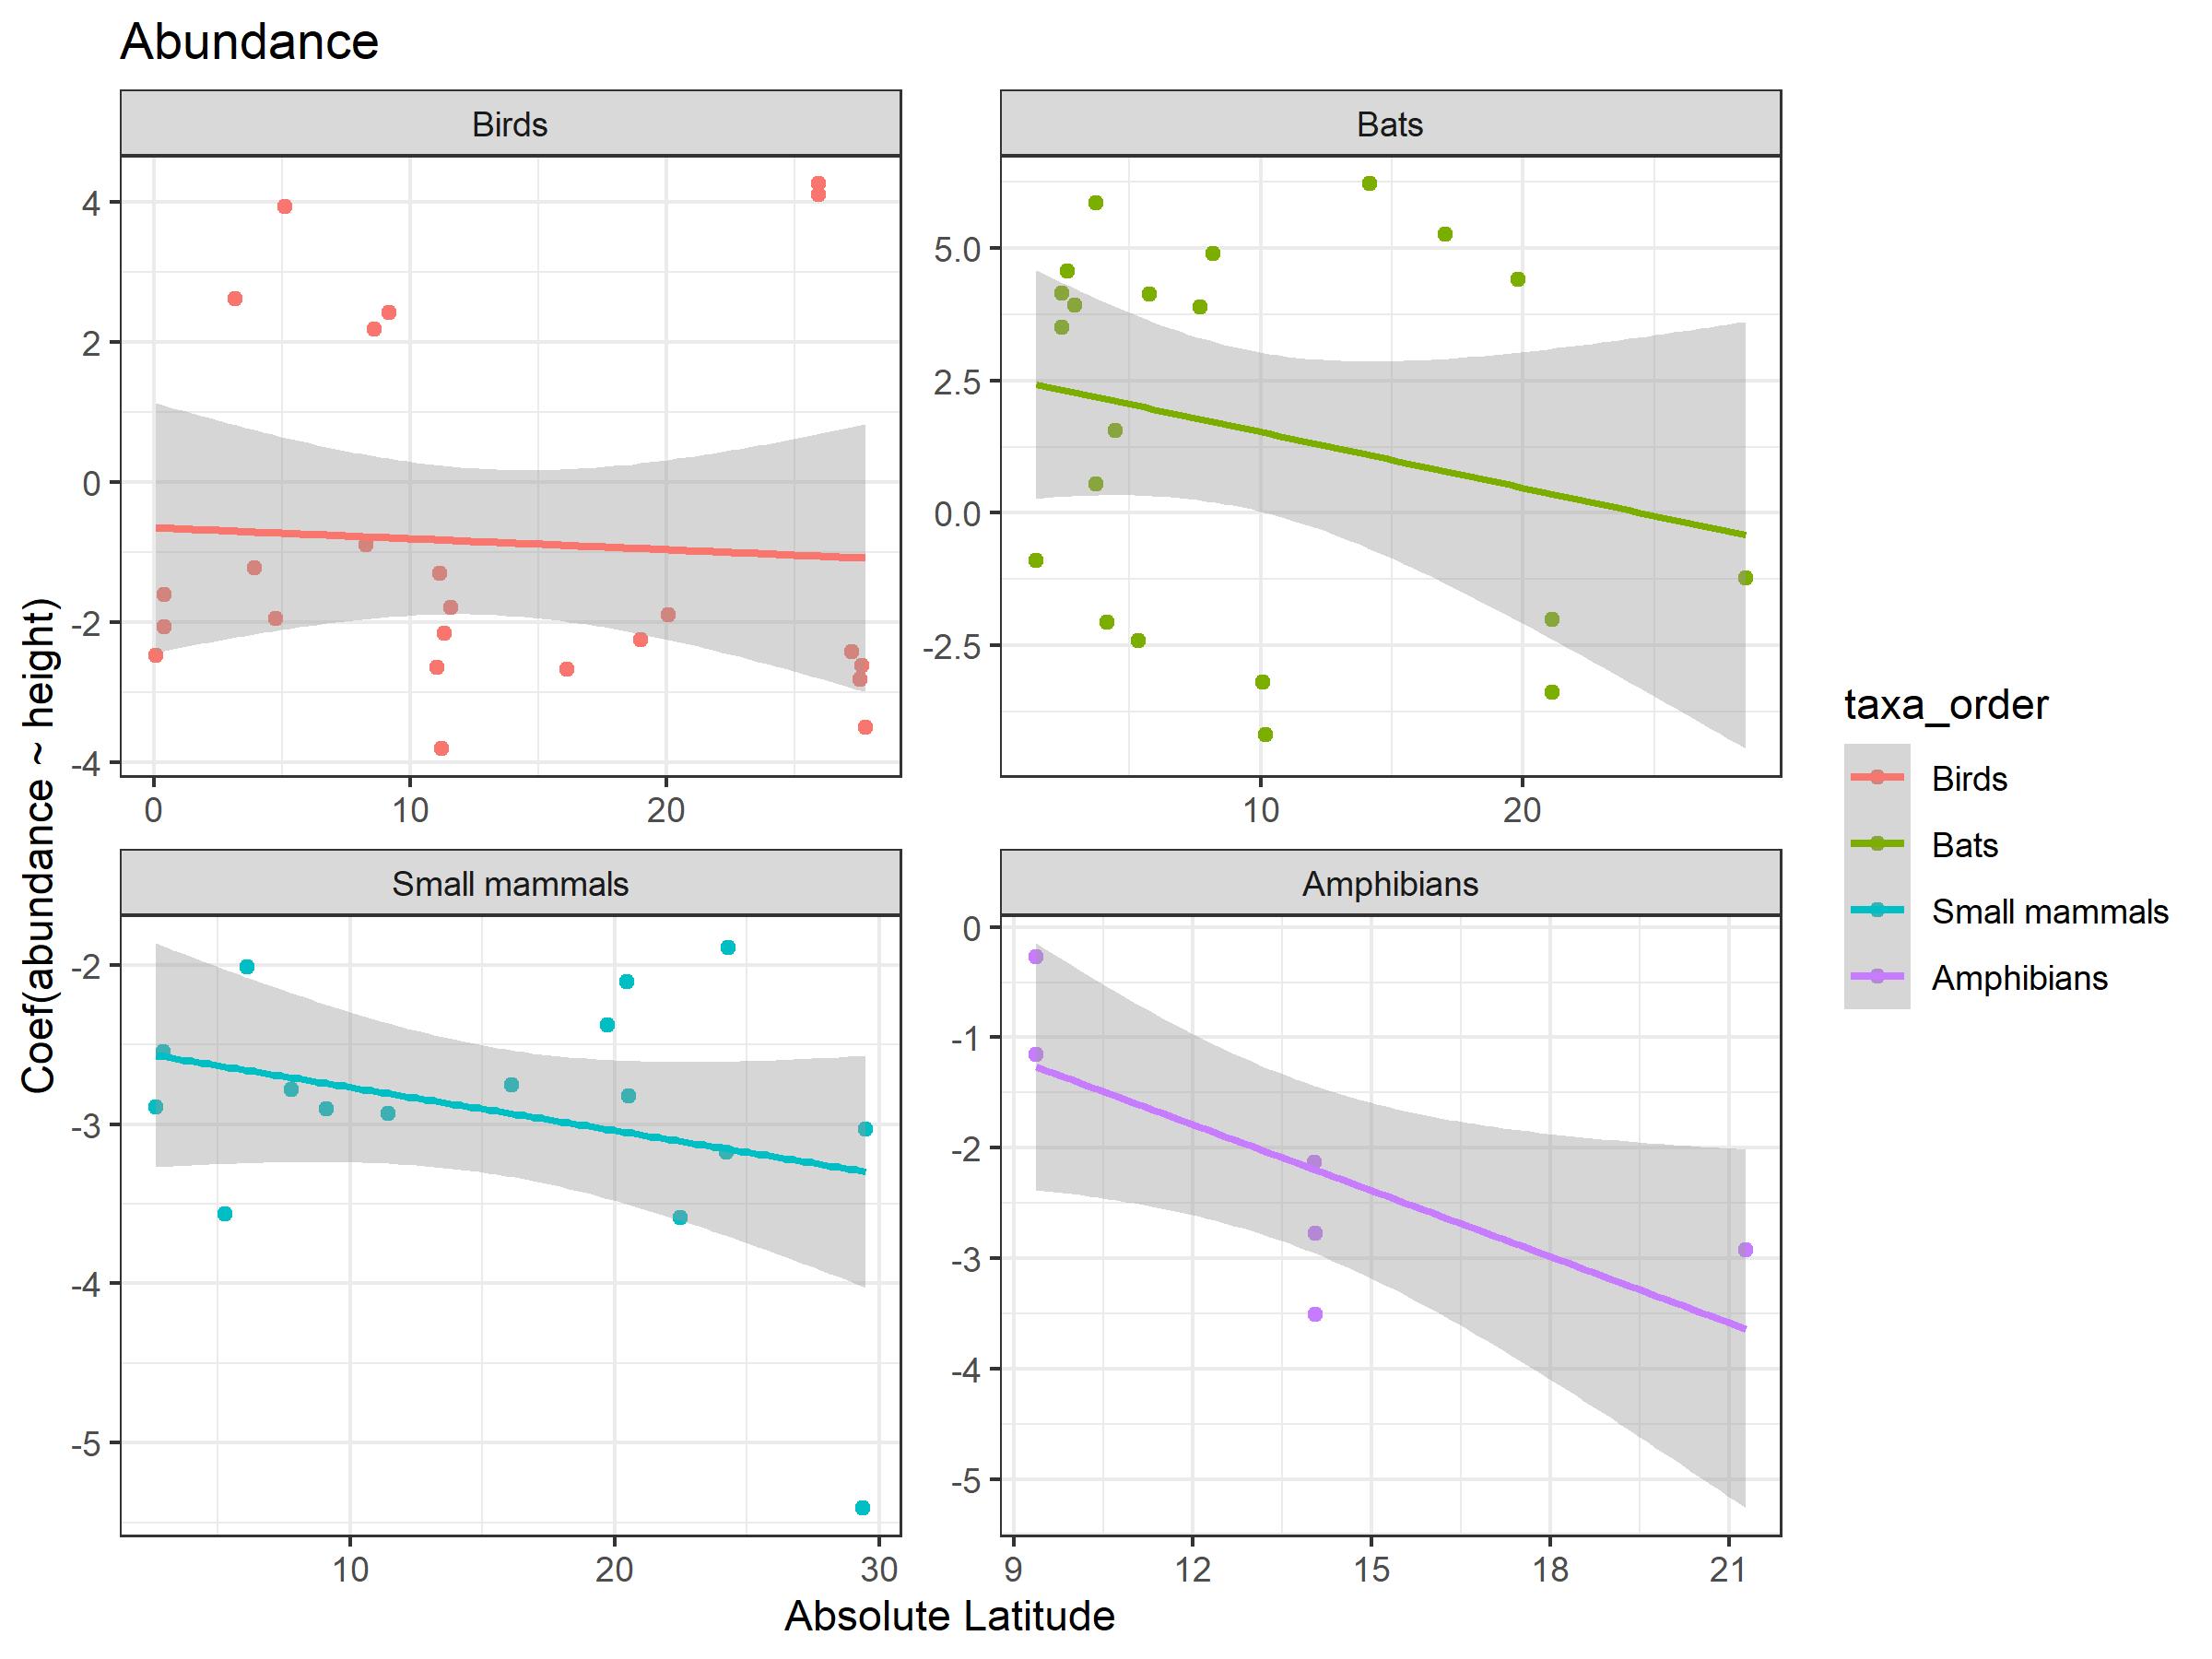 Abundance
Birds
Bats
4
2
0
-2
-4
5.0
2.5
0.0
-2.5
0 10 20
10 20
Small mammals
Amphibians
-2
-3
-4
-5
0
-1
-2
-3
-4
-5
10 20 30
9 12 15 18 21
Absolute Latitude
Coef(abundance ~ height)
taxa_order
Birds
Bats
Small mammals
Amphibians